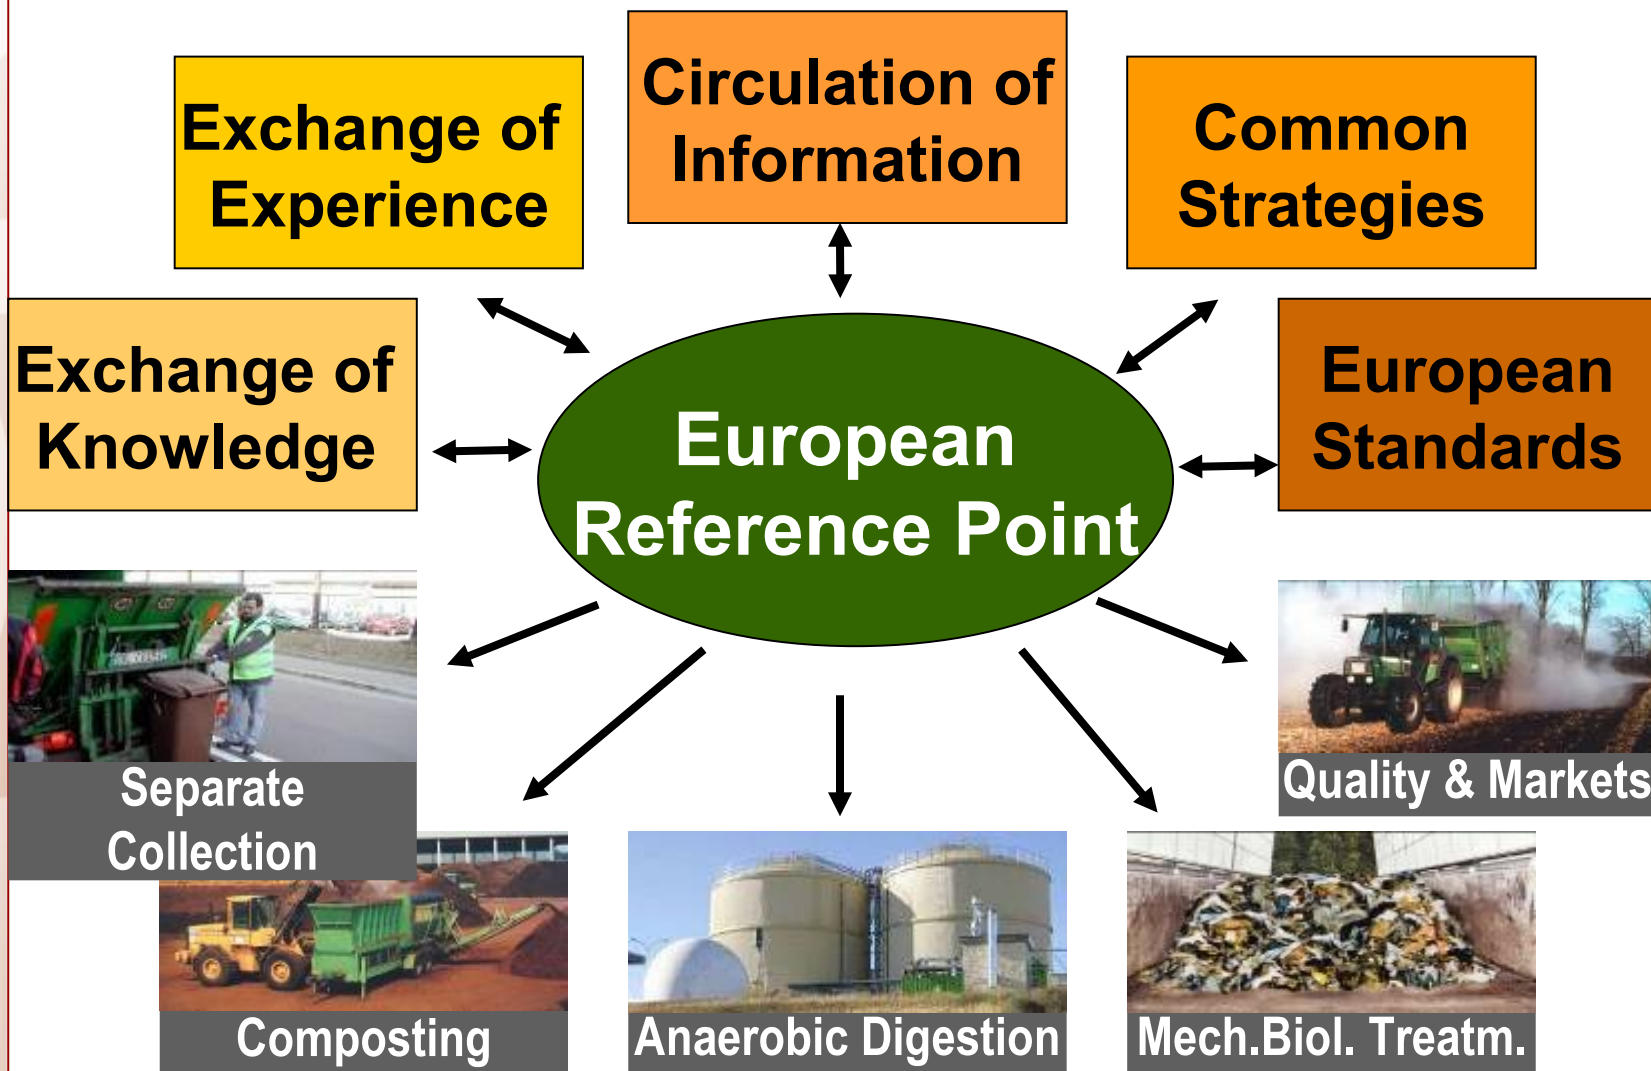 Circulation of
Information
Exchange of
Experience
Common
Strategies
Exchange of
Knowledge
European
Standards
European
Reference Point
Separate
Collection
Quality & Markets
Composting
Anaerobic Digestion
Mech.Biol. Treatm.